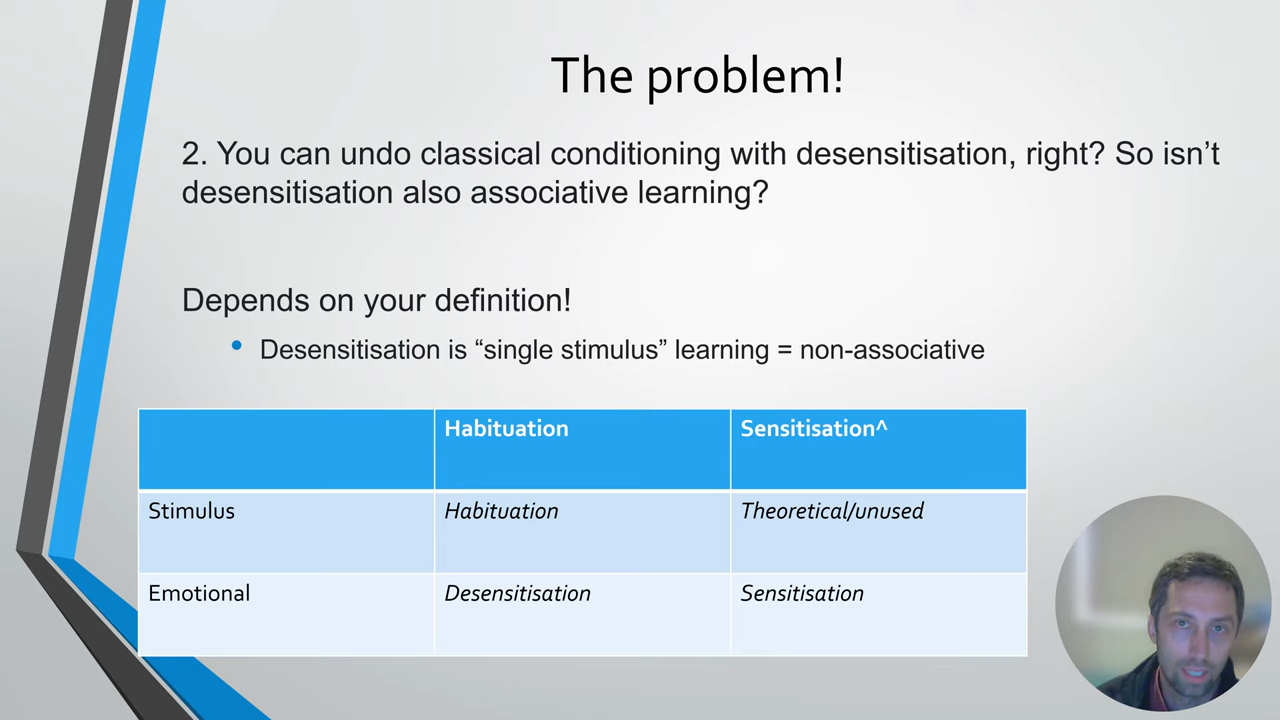 The problem!
2. You can undo classical conditioning with desensitisation, right? So isn’t
desensitisation also associative learning?
Depends on your definition!
• Desensitisation is “single stimulus” learning = non-associative
Habituation Sensitisation^
Stimulus Habituation Theoretical/unused
Emotional Desensitisation Sensitisation